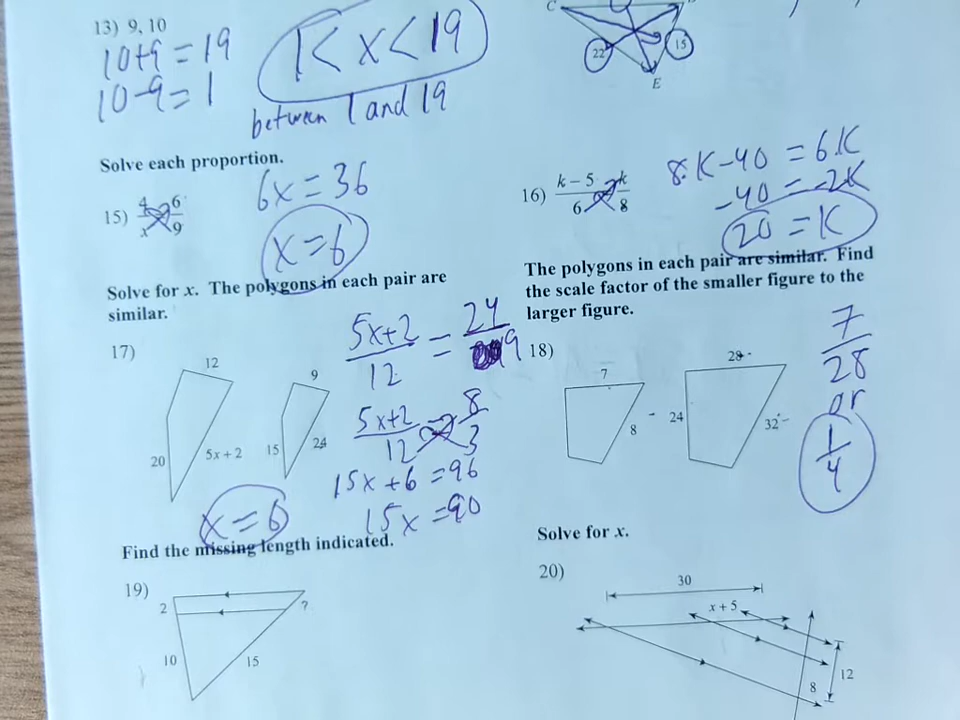 13) 9, 10
10+9 = 19
10-9 = 1
1 < x < 19
between 1 and 19
C
22
15
E
Solve each proportion.
15) 4/x = 6/9
6x = 36
x = 6
16) k - 5/6 = k/8
8k-40 = 6k
-40 = -2k
20 = k
Solve for x. The polygons in each pair are
similar.
17)
12
20
5x + 2
9
15
24
5x+2/12 = 24/9
5x+2/12 = 8/3
15x + 6 = 96
15x = 90
x = 6
The polygons in each pair are similar. Find
the scale factor of the smaller figure to the
larger figure.
18)
7
8
28
24
32
7/28
or
1/4
Find the missing length indicated.
19)
2
?
10
15
Solve for x.
20)
30
x + 5
12
8